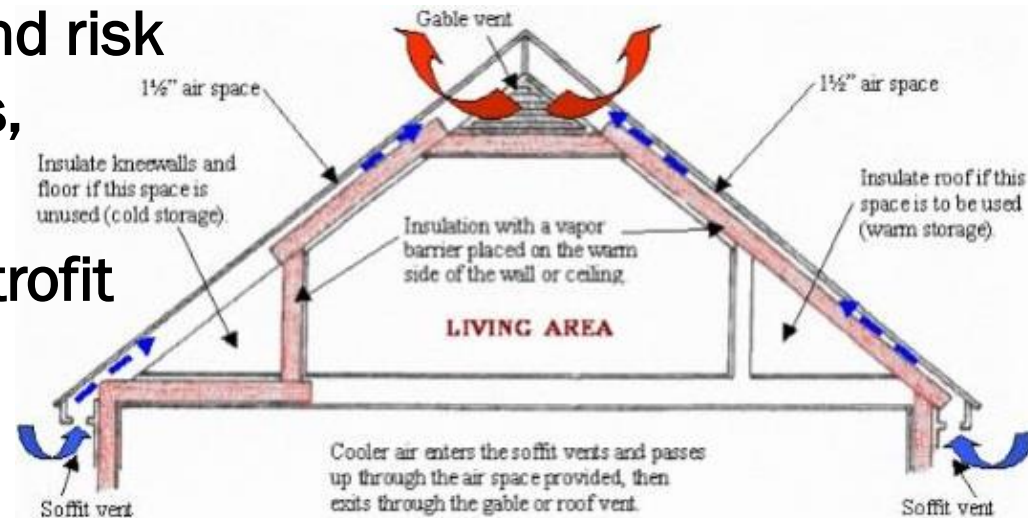 nd risk
s,
trofit
Gable vent
1½" air space
1½" air space
Insulate kneewalls and
floor if this space is
unused (cold storage).
Insulate roof if this
space is to be used
(warm storage).
Insulation with a vapor
barrier placed on the warm
side of the wall or ceiling.
LIVING AREA
Cooler air enters the soffit vents and passes
up through the air space provided, then
exits through the gable or roof vent.
Soffit vent
Soffit vent